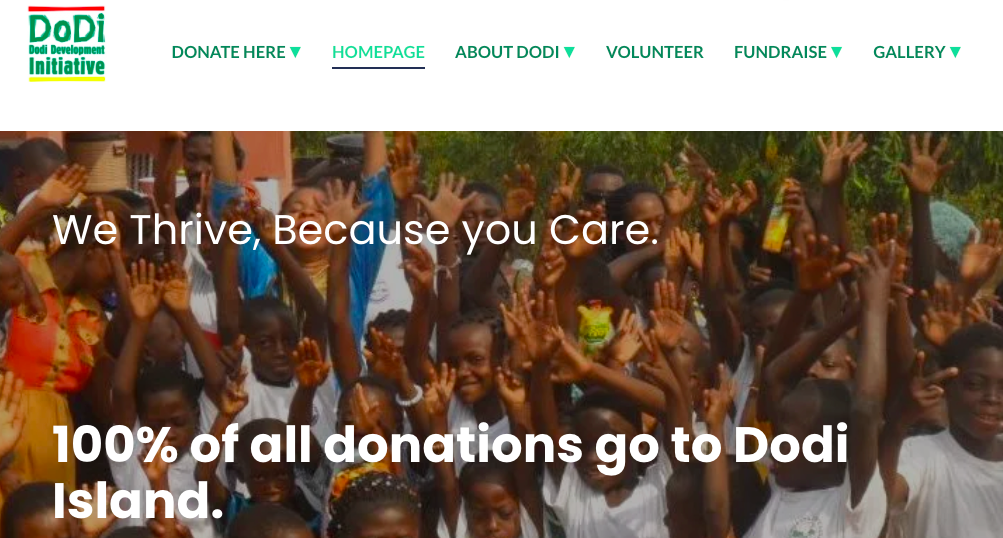 DoDi
Dodi Development
Initiative
DONATE HERE ▼ HOMEPAGE ABOUT DODI ▼ VOLUNTEER FUNDRAISE ▼ GALLERY ▼
We Thrive, Because you Care.
100% of all donations go to Dodi
Island.